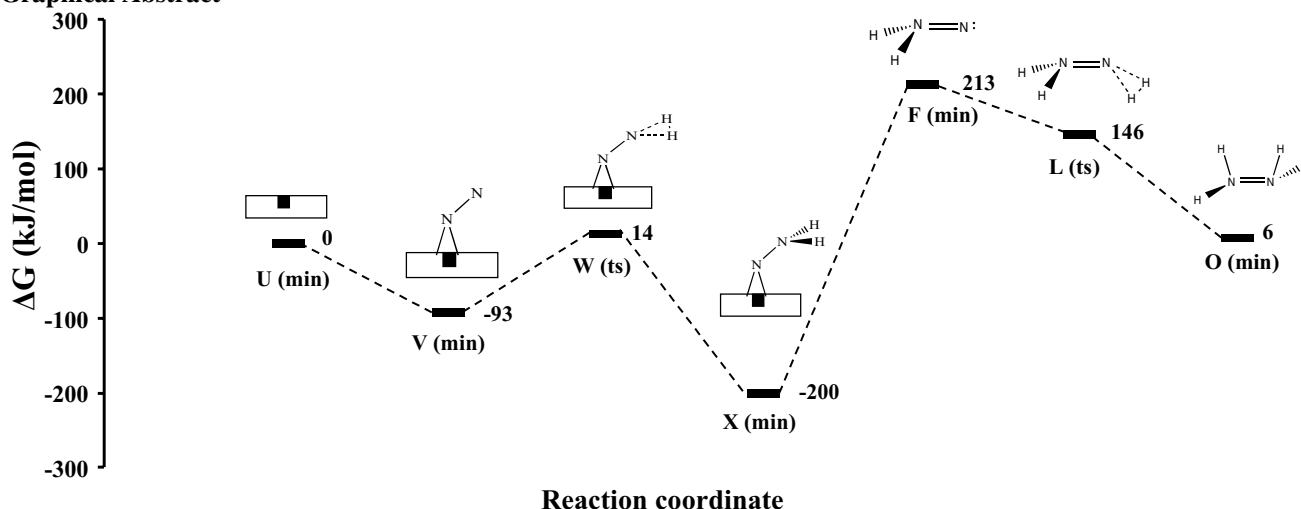 Graphical Abstract
300
200
100
0
-100
-200
-300
ΔG (kJ/mol)
Reaction coordinate
0
U (min)
N
N
-93
V (min)
H
H
N
N
14
W (ts)
H
N
H
N
-200
X (min)
H
N
N:
H
213
F (min)
H
N
N
H
H
H
146
L (ts)
H
H
N
N
H
6
O (min)